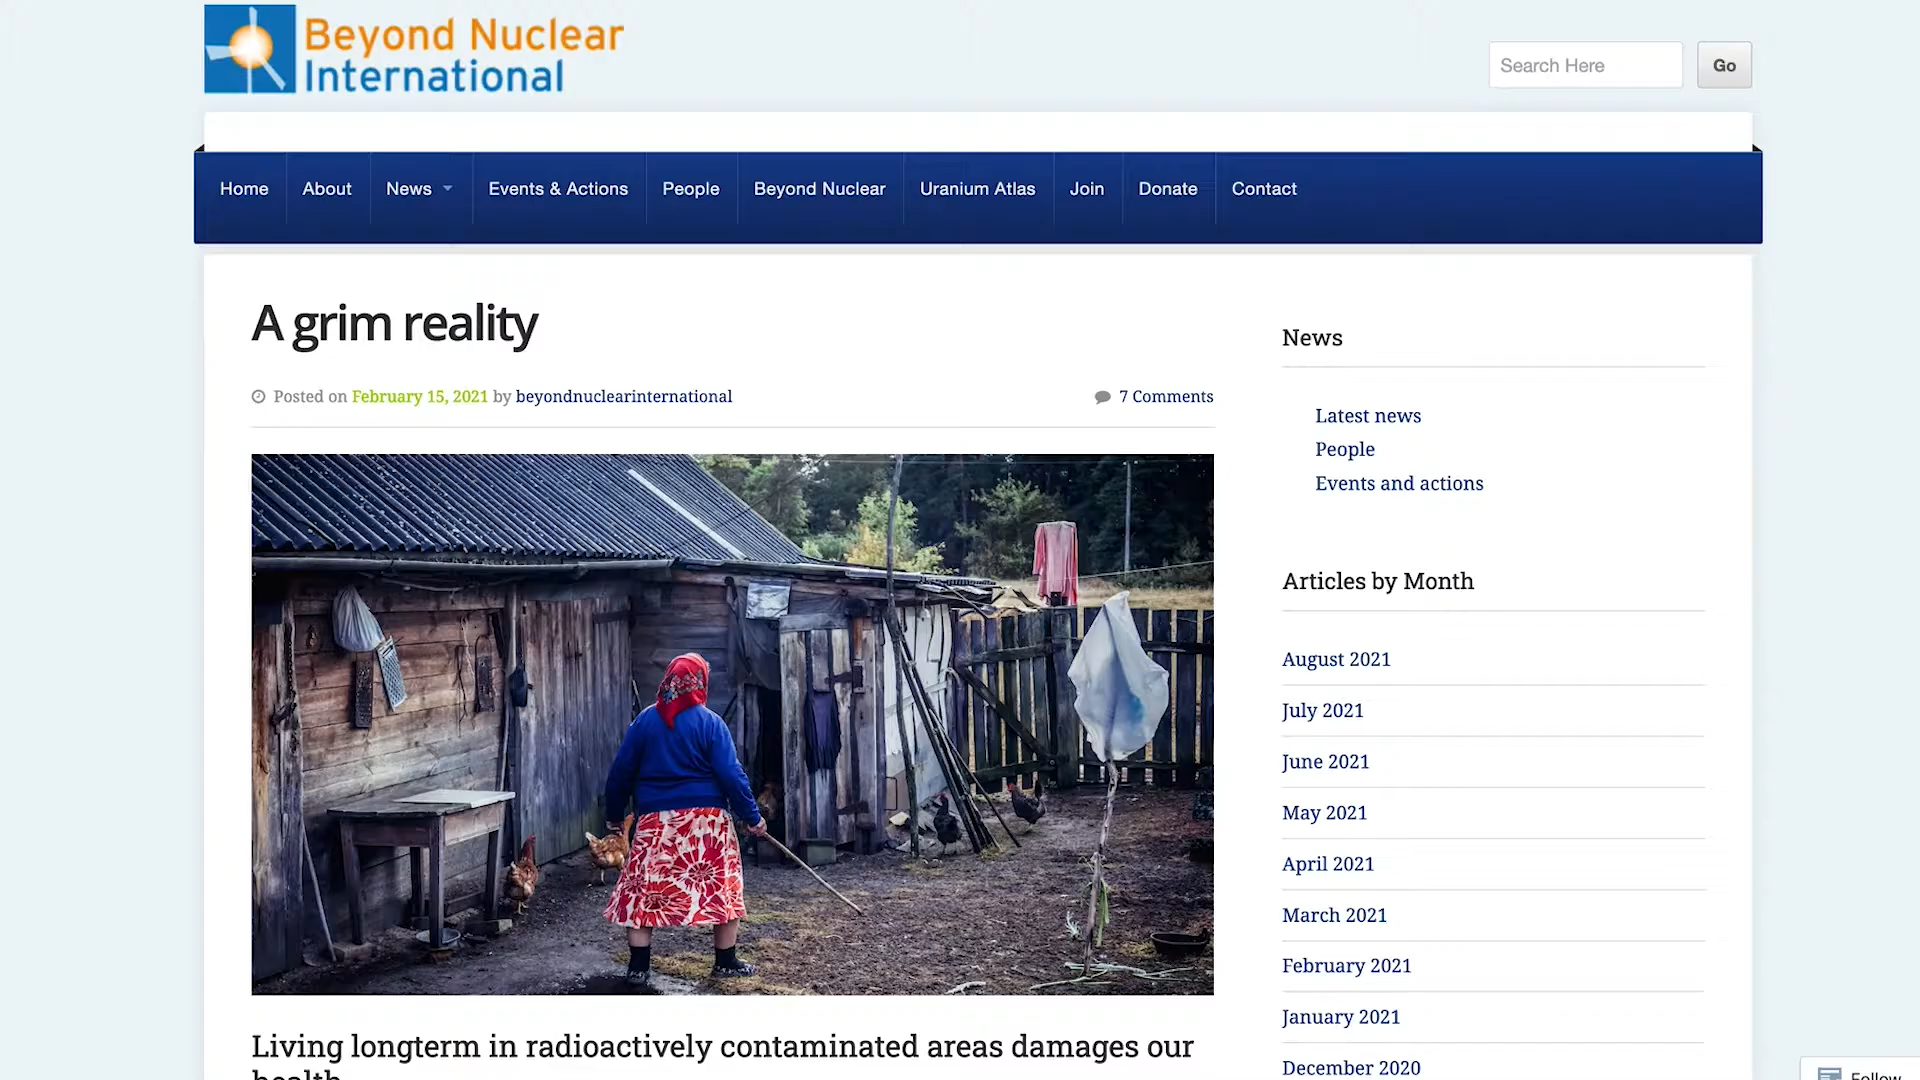 Beyond Nuclear
International
Search Here
Go
Home
About
News
Events & Actions
People
Beyond Nuclear
Uranium Atlas
Join
Donate
Contact
A grim reality
Posted on February 15, 2021 by beyondnuclearinternational
7 Comments
Living longterm in radioactively contaminated areas damages our
health
News
Latest news
People
Events and actions
Articles by Month
August 2021
July 2021
June 2021
May 2021
April 2021
March 2021
February 2021
January 2021
December 2020
Follow